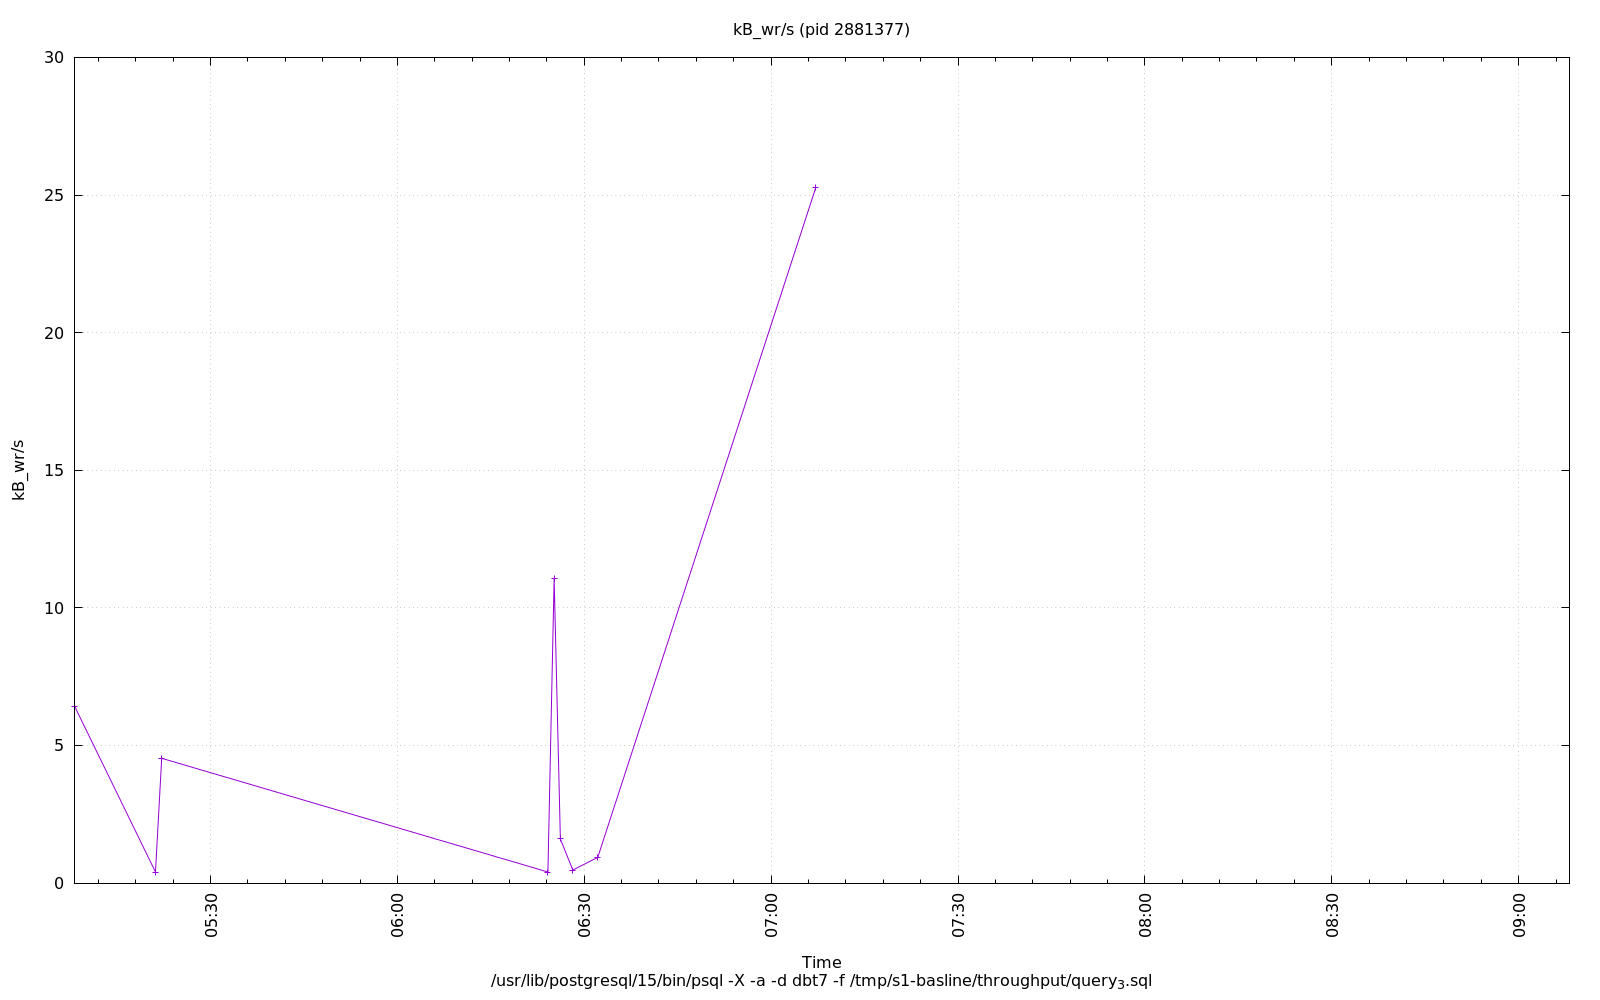 kB_wr/s (pid 2881377)
30
25
20
15
10
5
0
kB_wr/s
05:30 06:00 06:30 07:00 07:30 08:00 08:30 09:00
Time
/usr/lib/postgresql/15/bin/psql -X -a -d dbt7 -f /tmp/s1-basline/throughput/query₃.sql